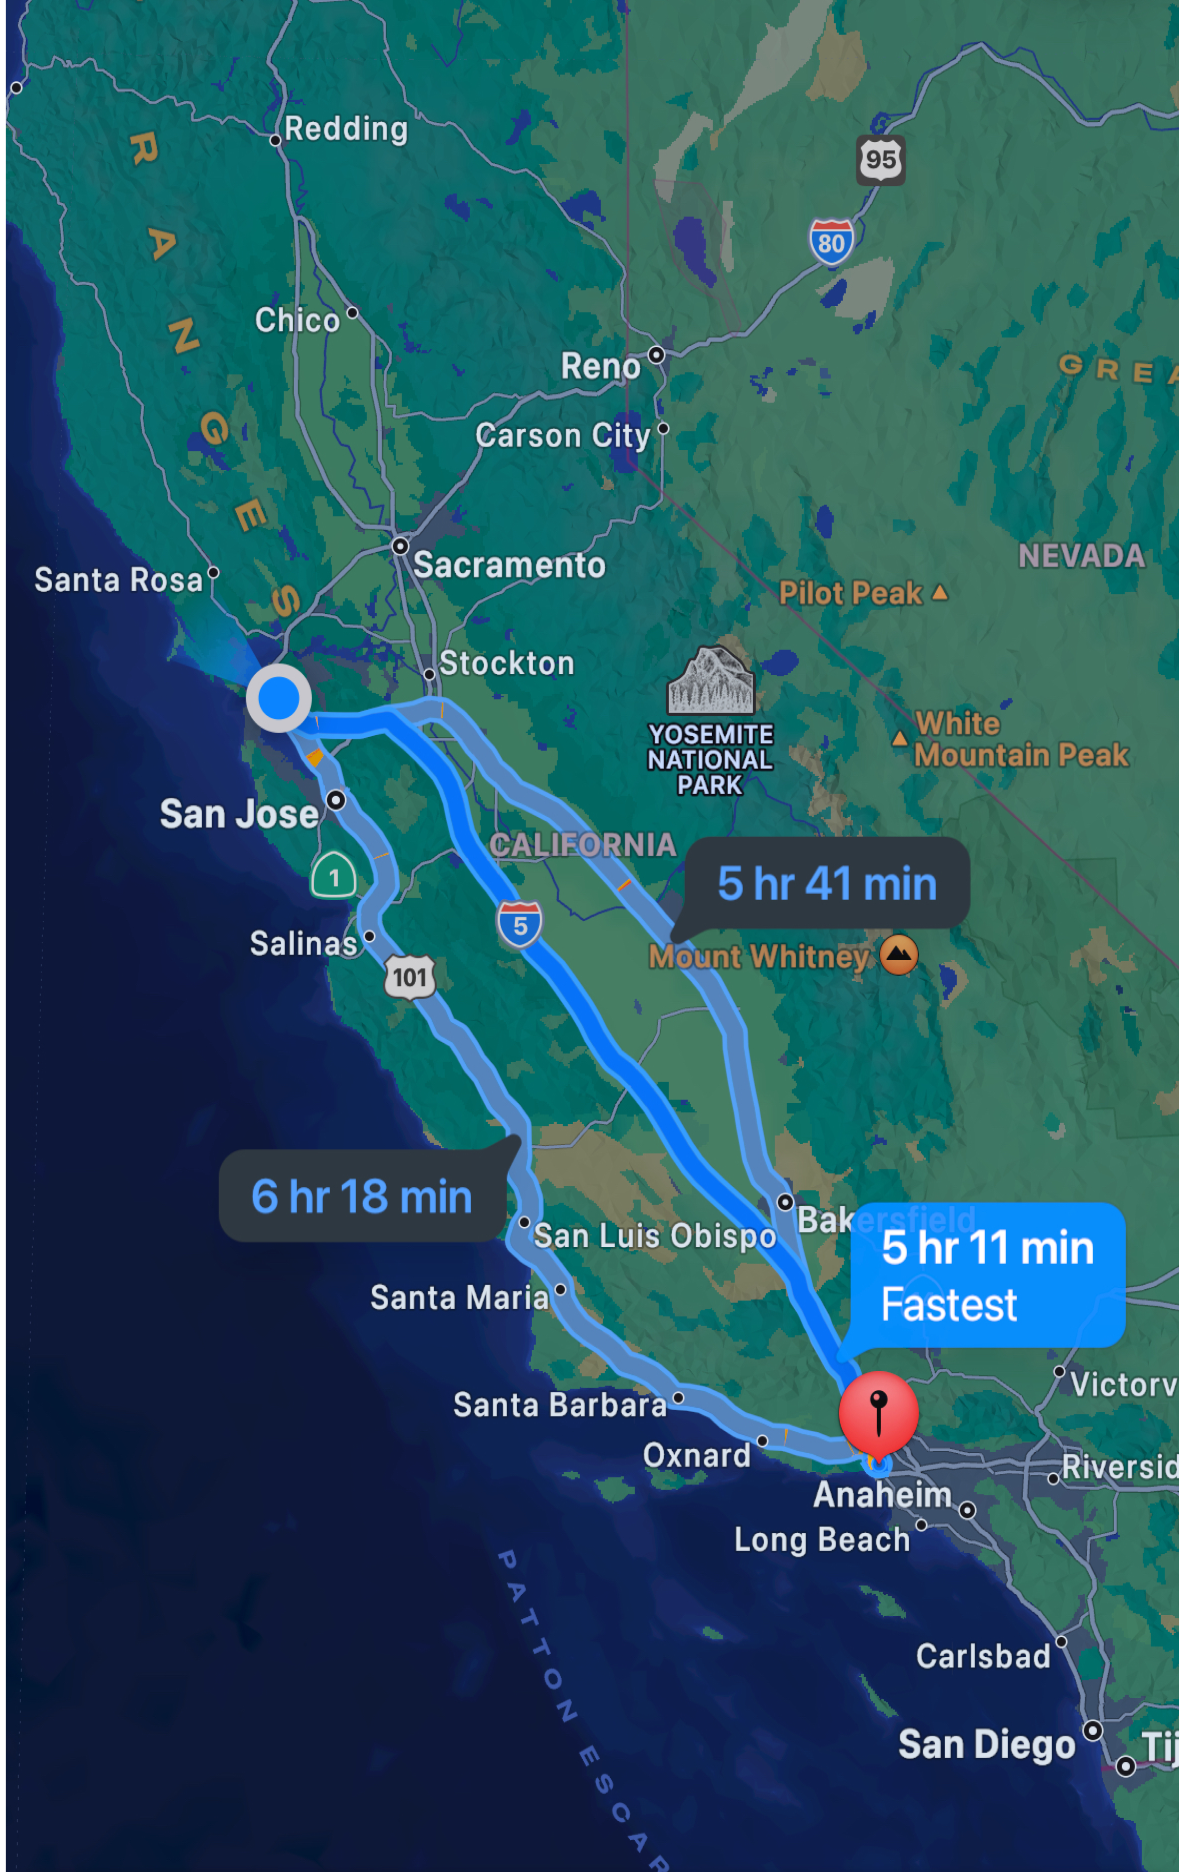 Redding
RANGES
95
80
Chico
Reno
GREA
Carson City
Sacramento
NEVADA
Santa Rosa
Pilot Peak
Stockton
YOSEMITE
NATIONAL
PARK
White
Mountain Peak
San Jose
CALIFORNIA
1
5 hr 41 min
5
Salinas
Mount Whitney
101
6 hr 18 min
Bakersfield
San Luis Obispo
5 hr 11 min
Fastest
Santa Maria
Victorv
Santa Barbara
Oxnard
Riversid
Anaheim
Long Beach
PATTON ESCAR
Carlsbad
San Diego
Tij